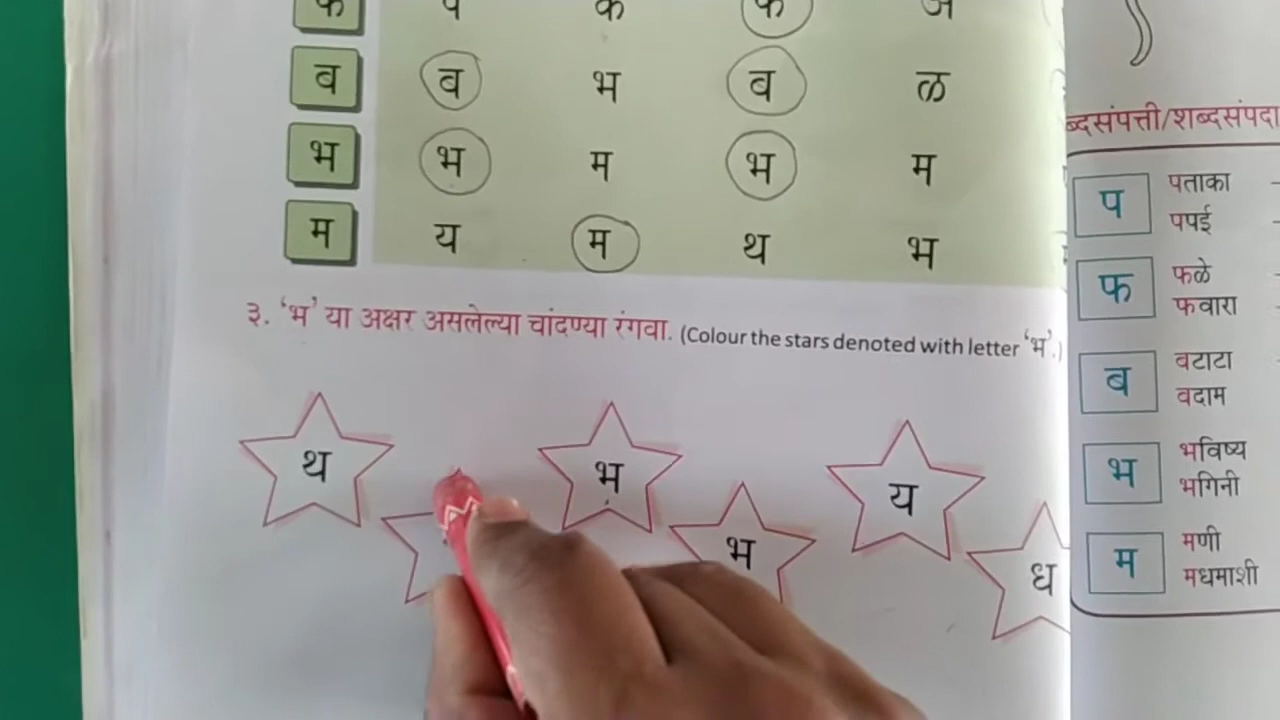 फ प क फ अ
ब ब भ ब ळ
भ भ म भ म
म य म थ भ
३. 'भ' या अक्षर असलेल्या चांदण्या रंगवा. (Colour the stars denoted with letter 'भ'.)
थ भ य
भ ध
ब्दसंपत्ती/शब्दसंपदा
प पताका
पपई
फ फळे
फवारा
ब बटाटा
बदाम
भ भविष्य
भगिनी
म मणी
मधमाशी